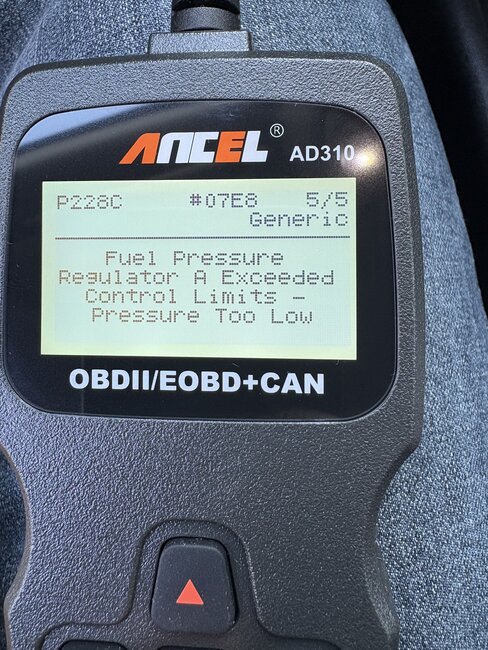 ANCEL® AD310
P228C #07E8 5/5
Generic
Fuel Pressure
Regulator A Exceeded
Control Limits -
Pressure Too Low
OBDII/EOBD+CAN